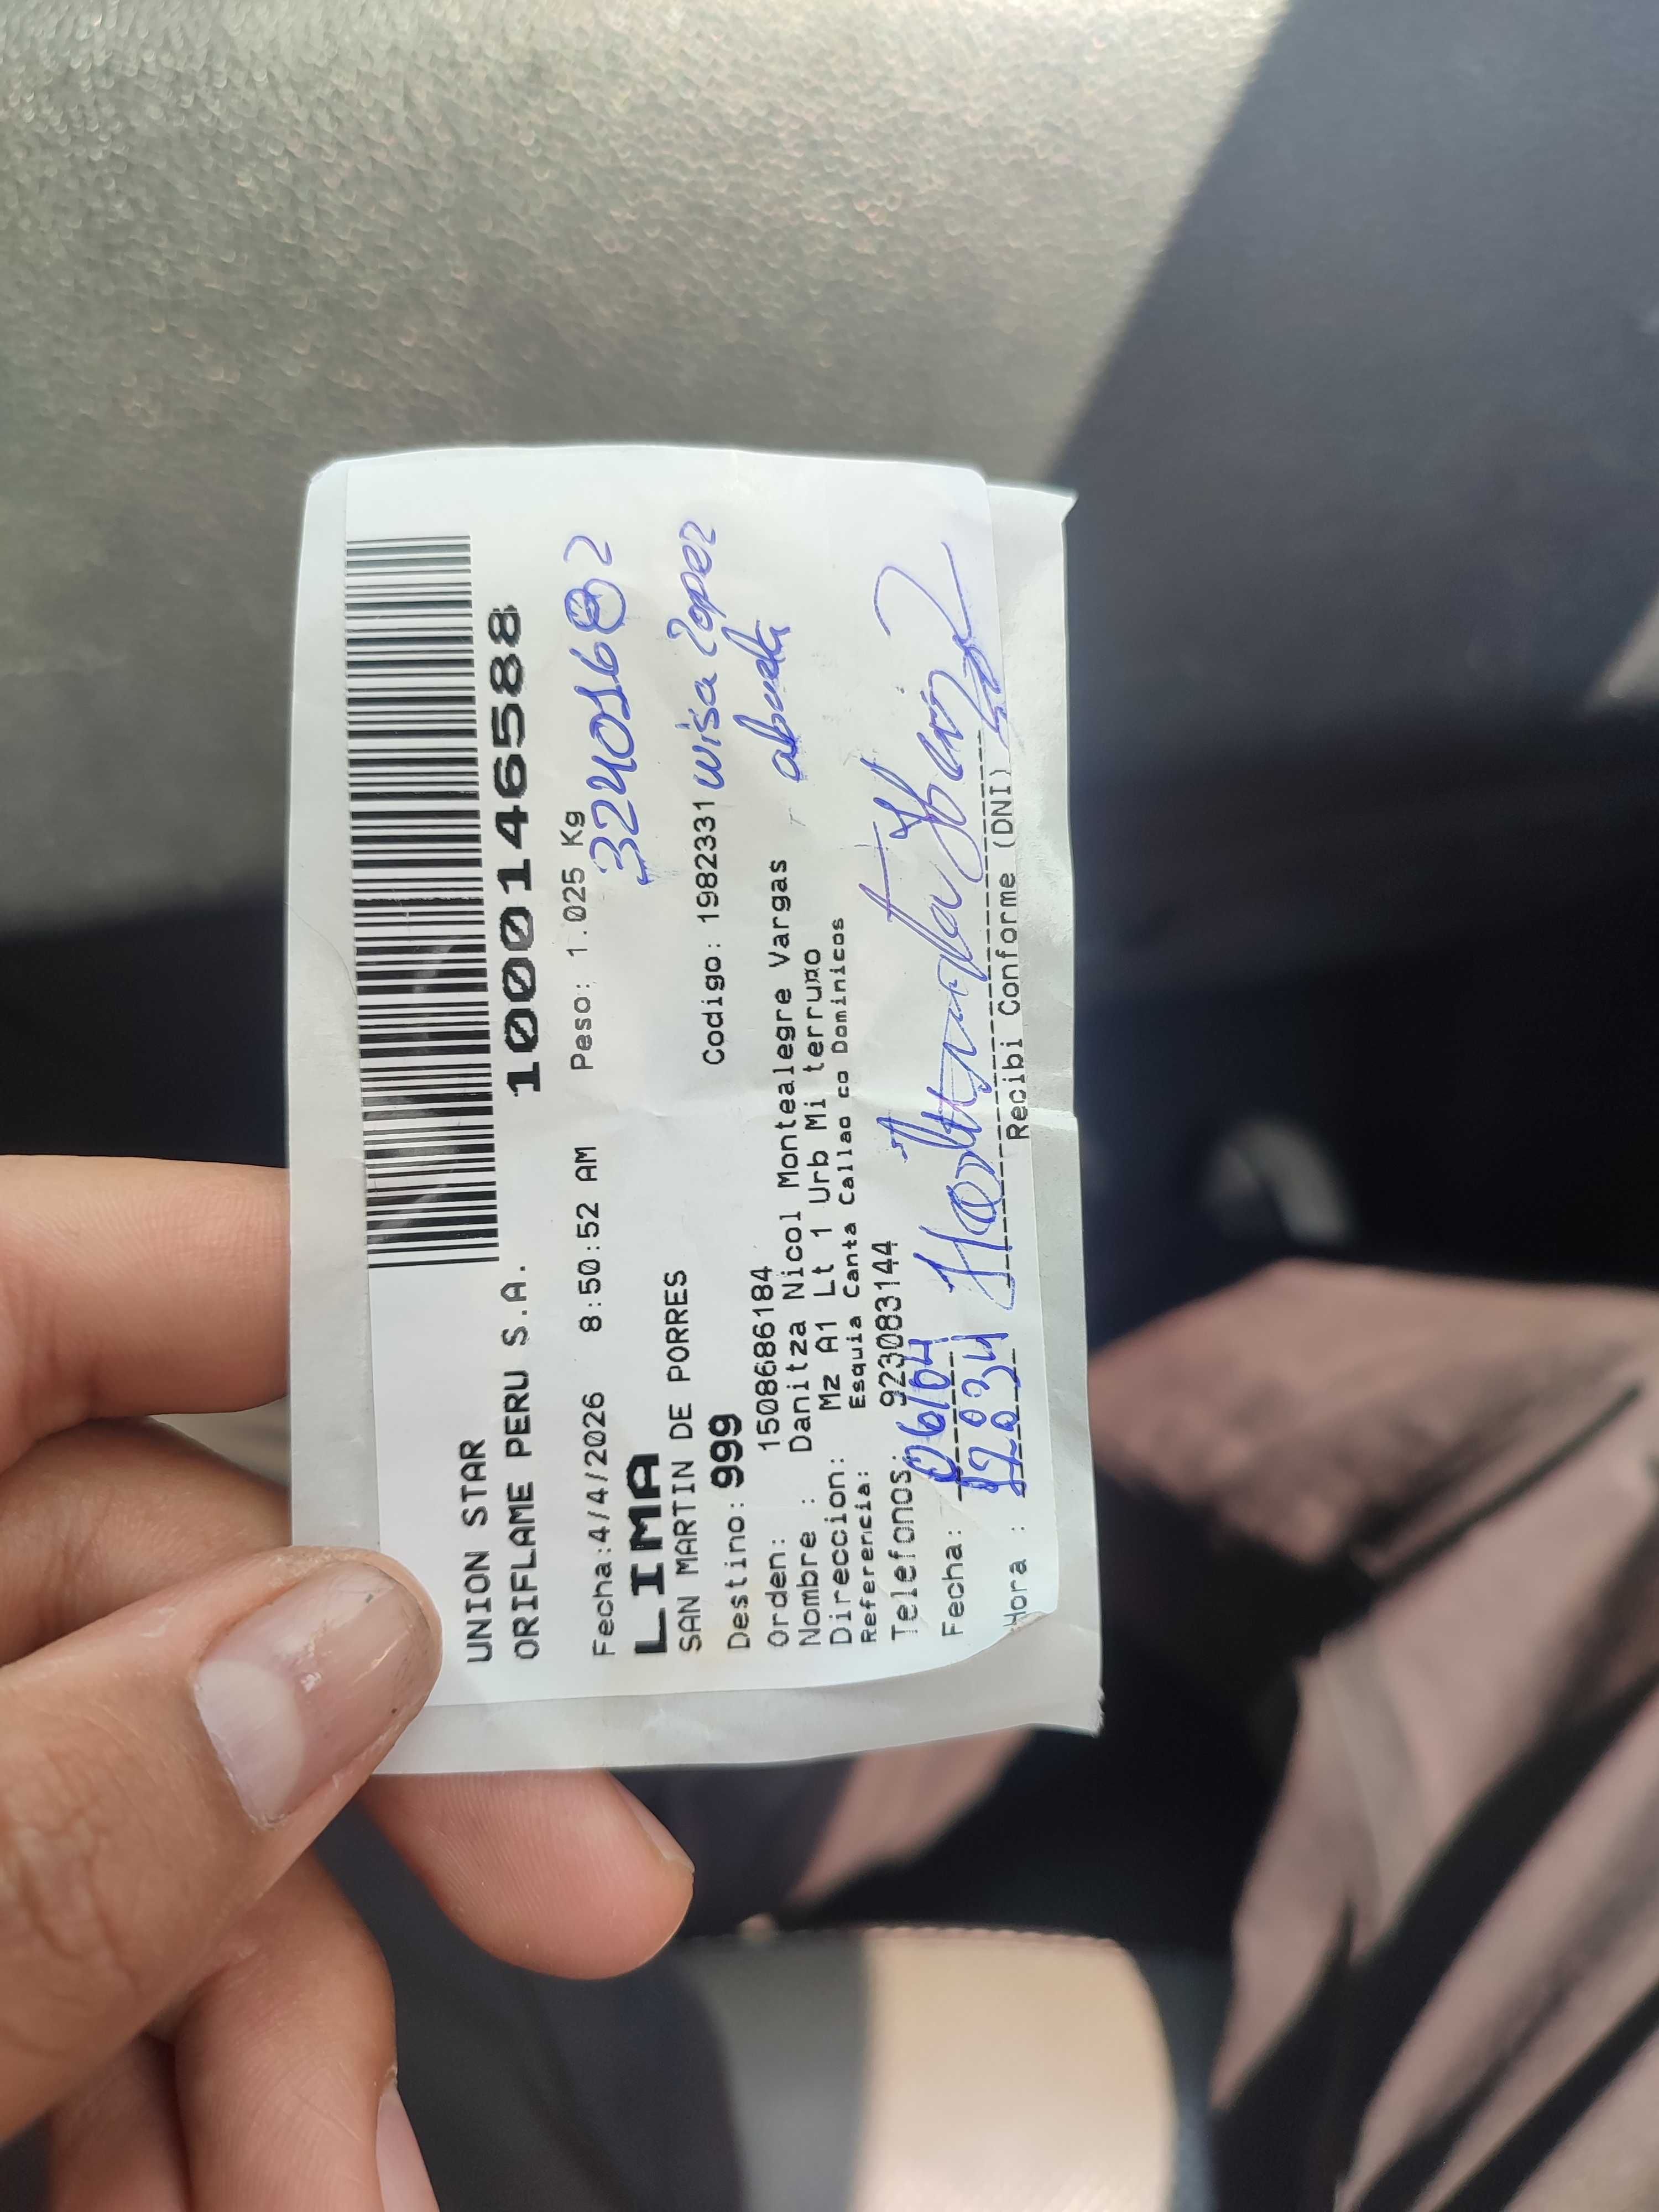 UNION STAR
ORIFLAME PERU S.A. 1000146588
Fecha:4/4/2026 8:50:52 AM Peso: 1.025 Kg
LIMA
SAN MARTIN DE PORRES
Destino: 999 Codigo: 1982331
Lopez
abuela
Orden: 1508686184
Nombre : Danitza Nicol Montealegre Vargas
Direccion: Mz A1 Lt 1 Urb Mi terruño
Referencia: Esquia Canta Callao co Dominicos
Telefonos: 923083144
Fecha: 06/04
Hora : 12:34
Recibi Conforme (DNI)